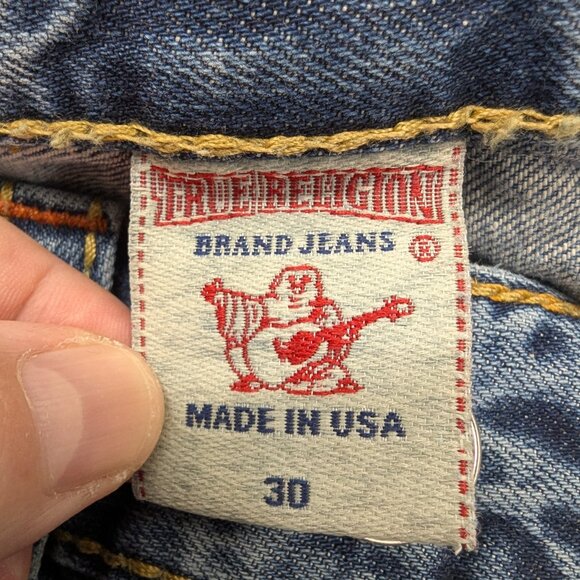 TRUE RELIGION
BRAND JEANS ®
MADE IN USA
30